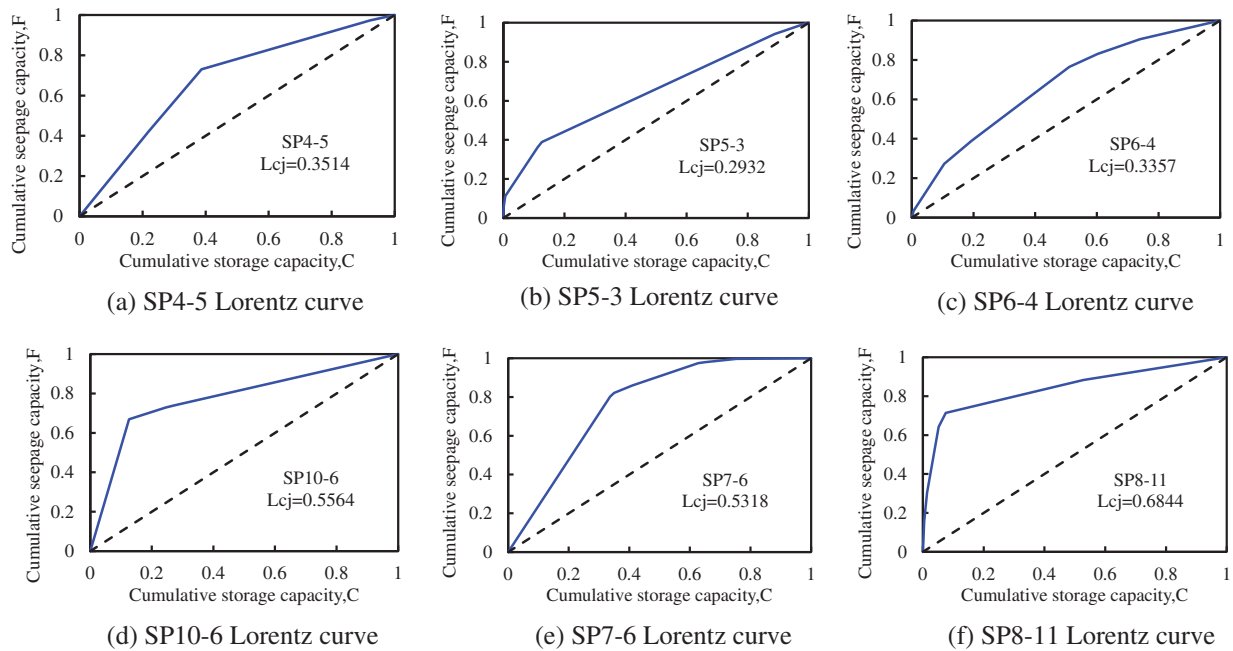 Cumulative seepage capacity,F
1
0.8
0.6
0.4
0.2
0
0 0.2 0.4 0.6 0.8 1
SP4-5
Lcj=0.3514
Cumulative storage capacity,C
(a) SP4-5 Lorentz curve
Cumulative seepage capacity,F
1
0.8
0.6
0.4
0.2
0
0 0.2 0.4 0.6 0.8 1
SP5-3
Lcj=0.2932
Cumulative storage capacity,C
(b) SP5-3 Lorentz curve
Cumulative seepage capacity,F
1
0.8
0.6
0.4
0.2
0
0 0.2 0.4 0.6 0.8 1
SP6-4
Lcj=0.3357
Cumulative storage capacity,C
(c) SP6-4 Lorentz curve
Cumulative seepage capacity,F
1
0.8
0.6
0.4
0.2
0
0 0.2 0.4 0.6 0.8 1
SP10-6
Lcj=0.5564
Cumulative storage capacity,C
(d) SP10-6 Lorentz curve
Cumulative seepage capacity,F
1
0.8
0.6
0.4
0.2
0
0 0.2 0.4 0.6 0.8 1
SP7-6
Lcj=0.5318
Cumulative storage capacity,C
(e) SP7-6 Lorentz curve
Cumulative seepage capacity,F
1
0.8
0.6
0.4
0.2
0
0 0.2 0.4 0.6 0.8 1
SP8-11
Lcj=0.6844
Cumulative storage capacity,C
(f) SP8-11 Lorentz curve